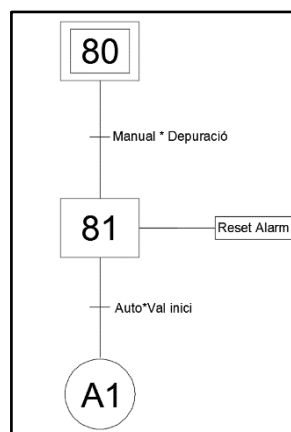 80
Manual * Depuració
81
Reset Alarm
Auto*Val inici
A1